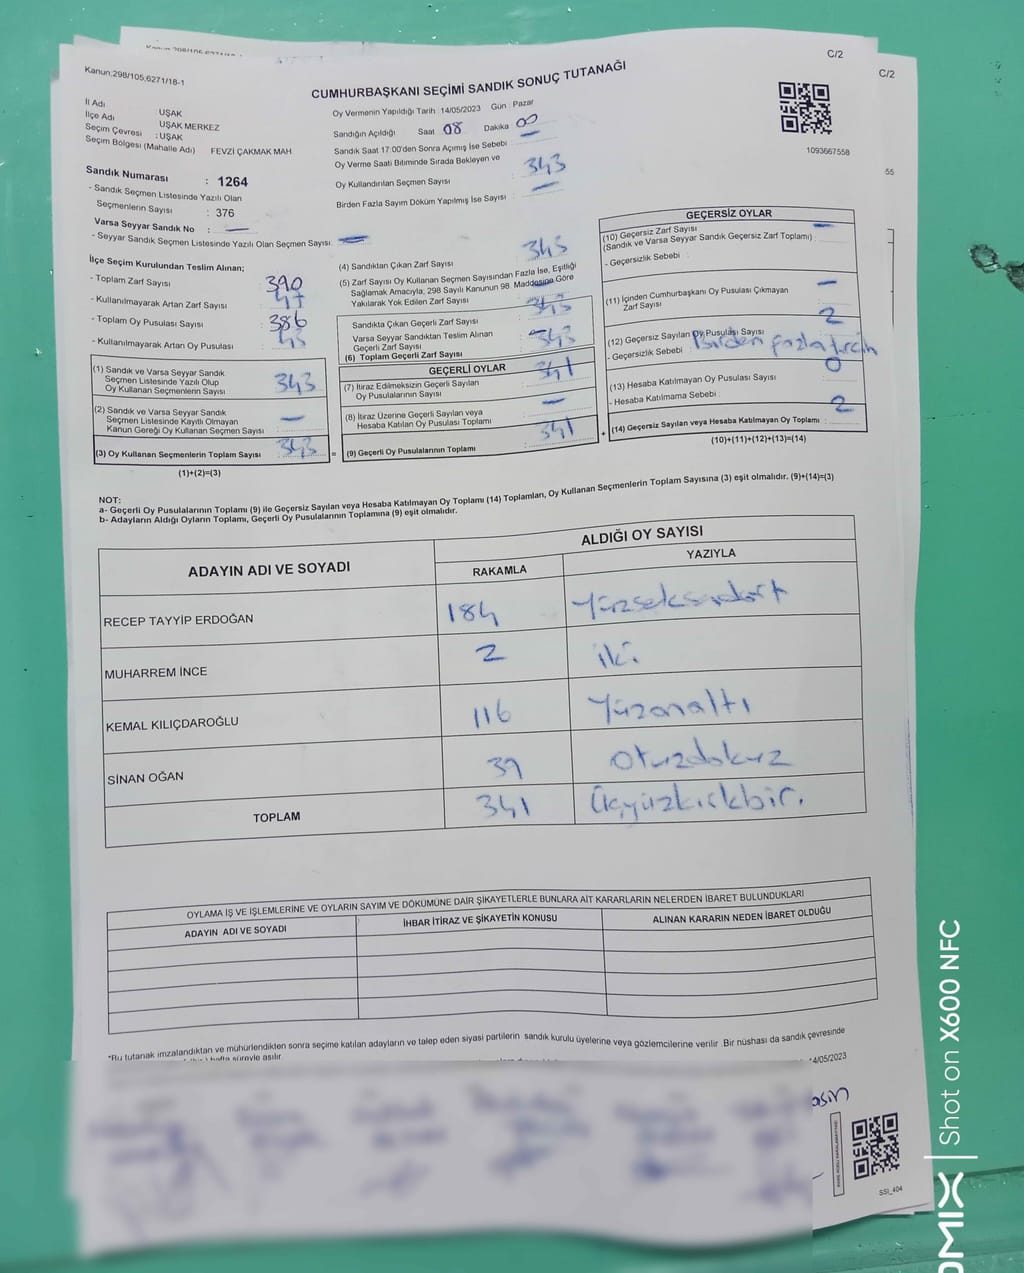 C/2
C/2
Kanun;298/105,6271/18-1
CUMHURBAŞKANI SEÇİMİ SANDIK SONUÇ TUTANAĞI
İl Adı : UŞAK
İlçe Adı UŞAK MERKEZ
Seçim Çevresi : UŞAK
Seçim Bölgesi (Mahalle Adı) FEVZİ ÇAKMAK MAH
Sandık Numarası : 1264
- Sandık Seçmen Listesinde Yazılı Olan
Seçmenlerin Sayısı : 376
Varsa Seyyar Sandık No : —
- Seyyar Sandık Seçmen Listesinde Yazılı Olan Seçmen Sayısı: —
Oy Vermenin Yapıldığı Tarih :14/05/2023 Gün : Pazar
Sandığın Açıldığı Saat 08 Dakika : 00
Sandık Saat 17:00'den Sonra Açımış İse Sebebi : —
Oy Verme Saati Bitiminde Sırada Bekleyen ve
Oy Kullandırılan Seçmen Sayısı : 343
Birden Fazla Sayım Döküm Yapılmış İse Sayısı : —
1093667558
55
İlçe Seçim Kurulundan Teslim Alınan;
- Toplam Zarf Sayısı : 390
- Kullanılmayarak Artan Zarf Sayısı : 47
- Toplam Oy Pusulası Sayısı : 386
- Kullanılmayarak Artan Oy Pusulası :
(1) Sandık ve Varsa Seyyar Sandık
Seçmen Listesinde Yazılı Olup
Oy Kullanan Seçmenlerin Sayısı : 343
(2) Sandık ve Varsa Seyyar Sandık
Seçmen Listesinde Kayıtlı Olmayan
Kanun Gereği Oy Kullanan Seçmen Sayısı : —
(3) Oy Kullanan Seçmenlerin Toplam Sayısı : 343
(1)+(2)=(3)
(4) Sandıktan Çıkan Zarf Sayısı : 343
(5) Zarf Sayısı Oy Kullanan Seçmen Sayısından Fazla İse, Eşitliği
Sağlamak Amacıyla, 298 Sayılı Kanunun 98. Maddesine Göre
Yakılarak Yok Edilen Zarf Sayısı : —
Sandıkta Çıkan Geçerli Zarf Sayısı : 343
Varsa Seyyar Sandıktan Teslim Alınan
Geçerli Zarf Sayısı : —
(6) Toplam Geçerli Zarf Sayısı : 343
GEÇERLİ OYLAR
(7) İtiraz Edilmeksizin Geçerli Sayılan
Oy Pusulalarının Sayısı : 341
(8) İtiraz Üzerine Geçerli Sayılan veya
Hesaba Katılan Oy Pusulası Toplamı : —
(9) Geçerli Oy Pusulalarının Toplamı : 341
GEÇERSİZ OYLAR
(10) Geçersiz Zarf Sayısı
(Sandık ve Varsa Seyyar Sandık Geçersiz Zarf Toplamı) : —
- Geçersizlik Sebebi :
(11) İçinden Cumhurbaşkanı Oy Pusulası Çıkmayan
Zarf Sayısı : —
(12) Geçersiz Sayılan Oy Pusulası Sayısı : 2
- Geçersizlik Sebebi : Birden fazla tercih
(13) Hesaba Katılmayan Oy Pusulası Sayısı : 0
- Hesaba Katılmama Sebebi :
(14) Geçersiz Sayılan veya Hesaba Katılmayan Oy Toplamı : 2
(10)+(11)+(12)+(13)=(14)
NOT:
a- Geçerli Oy Pusulalarının Toplamı (9) ile Geçersiz Sayılan veya Hesaba Katılmayan Oy Toplamı (14) Toplamları, Oy Kullanan Seçmenlerin Toplam Sayısına (3) eşit olmalıdır. (9)+(14)=(3)
b- Adayların Aldığı Oyların Toplamı, Geçerli Oy Pusulalarının Toplamına (9) eşit olmalıdır.
ADAYIN ADI VE SOYADI ALDIĞI OY SAYISI
RAKAMLA YAZIYLA
RECEP TAYYİP ERDOĞAN 184 Yüzseksendört
MUHARREM İNCE 2 iki
KEMAL KILIÇDAROĞLU 116 Yüzonaltı
SİNAN OĞAN 39 Otuzdokuz
TOPLAM 341 Üçyüzkırkbir.
OYLAMA İŞ VE İŞLEMLERİNE VE OYLARIN SAYIM VE DÖKÜMÜNE DAİR ŞİKAYETLERLE BUNLARA AİT KARARLARIN NELERDEN İBARET BULUNDUKLARI
ADAYIN ADI VE SOYADI İHBAR İTİRAZ VE ŞİKAYETİN KONUSU ALINAN KARARIN NEDEN İBARET OLDUĞU
*Bu tutanak imzalandıktan ve mühürlendikten sonra seçime katılan adayların ve talep eden siyasi partilerin sandık kurulu üyelerine veya gözlemcilerine verilir. Bir nüshası da sandık çevresinde
hafta süreyle asılır
14/05/2023
SSI_404
Shot on X600 NFC